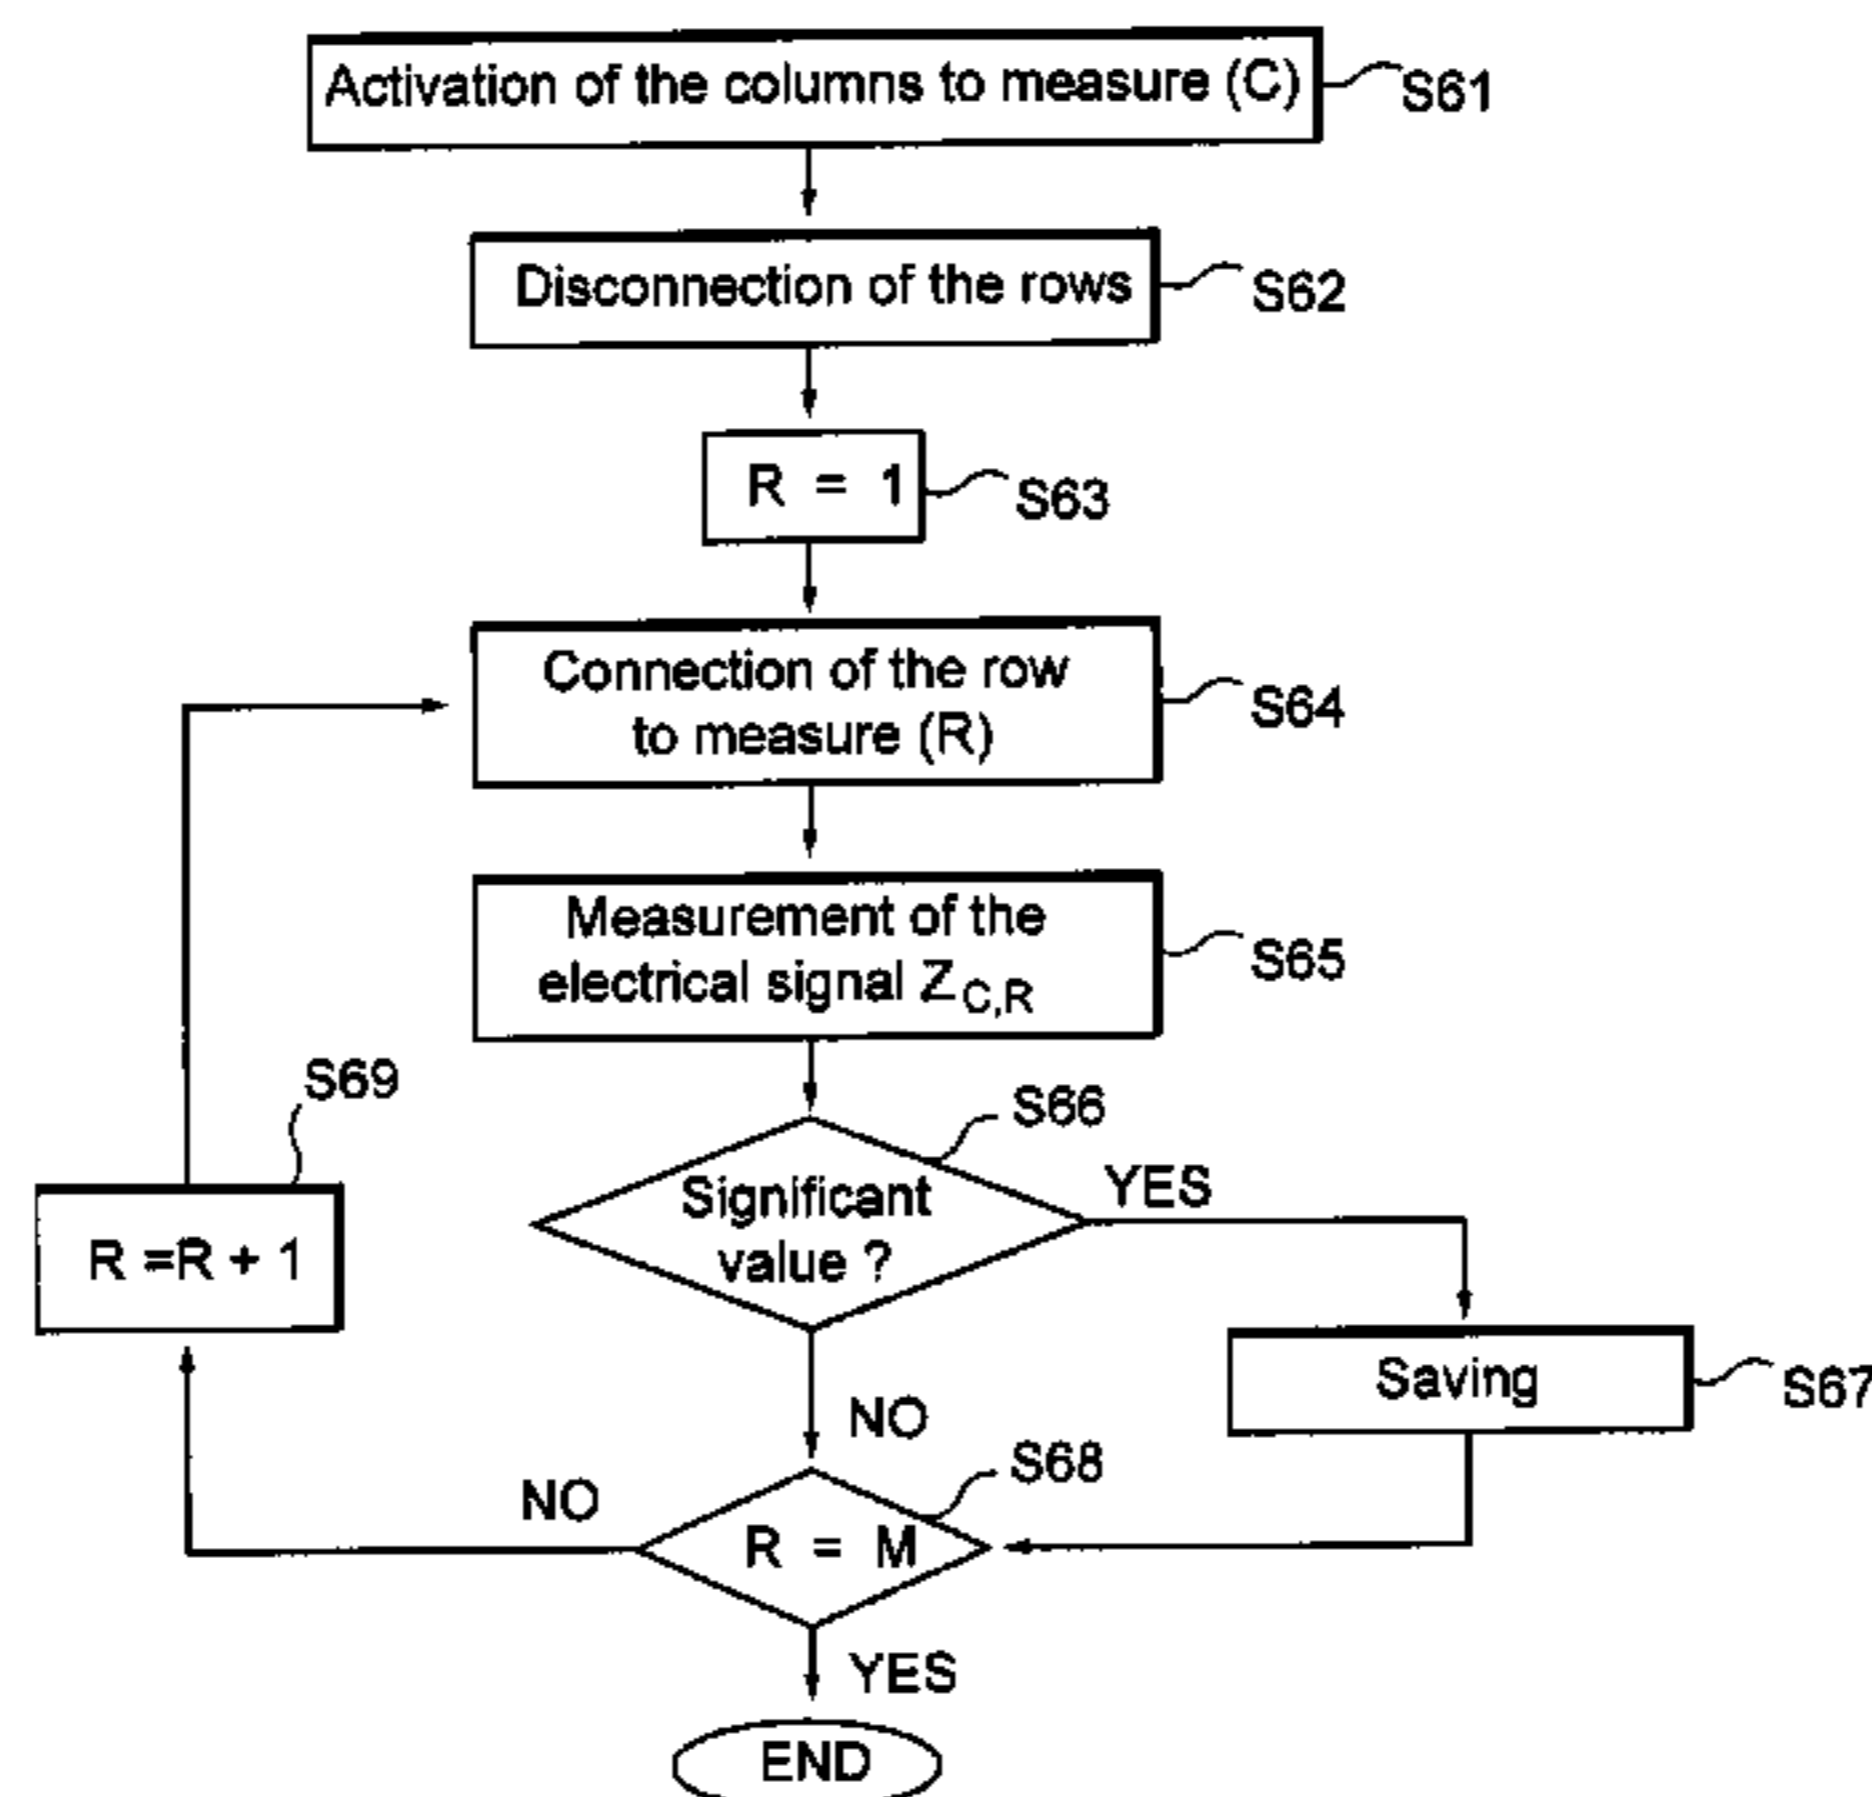 Activation of the columns to measure (C)
S61
Disconnection of the rows
S62
R = 1
S63
Connection of the row
to measure (R)
S64
Measurement of the
electrical signal Z C,R
S65
S69
R =R + 1
S66
Significant
value ?
YES
NO
Saving
S67
S68
R = M
NO
YES
END